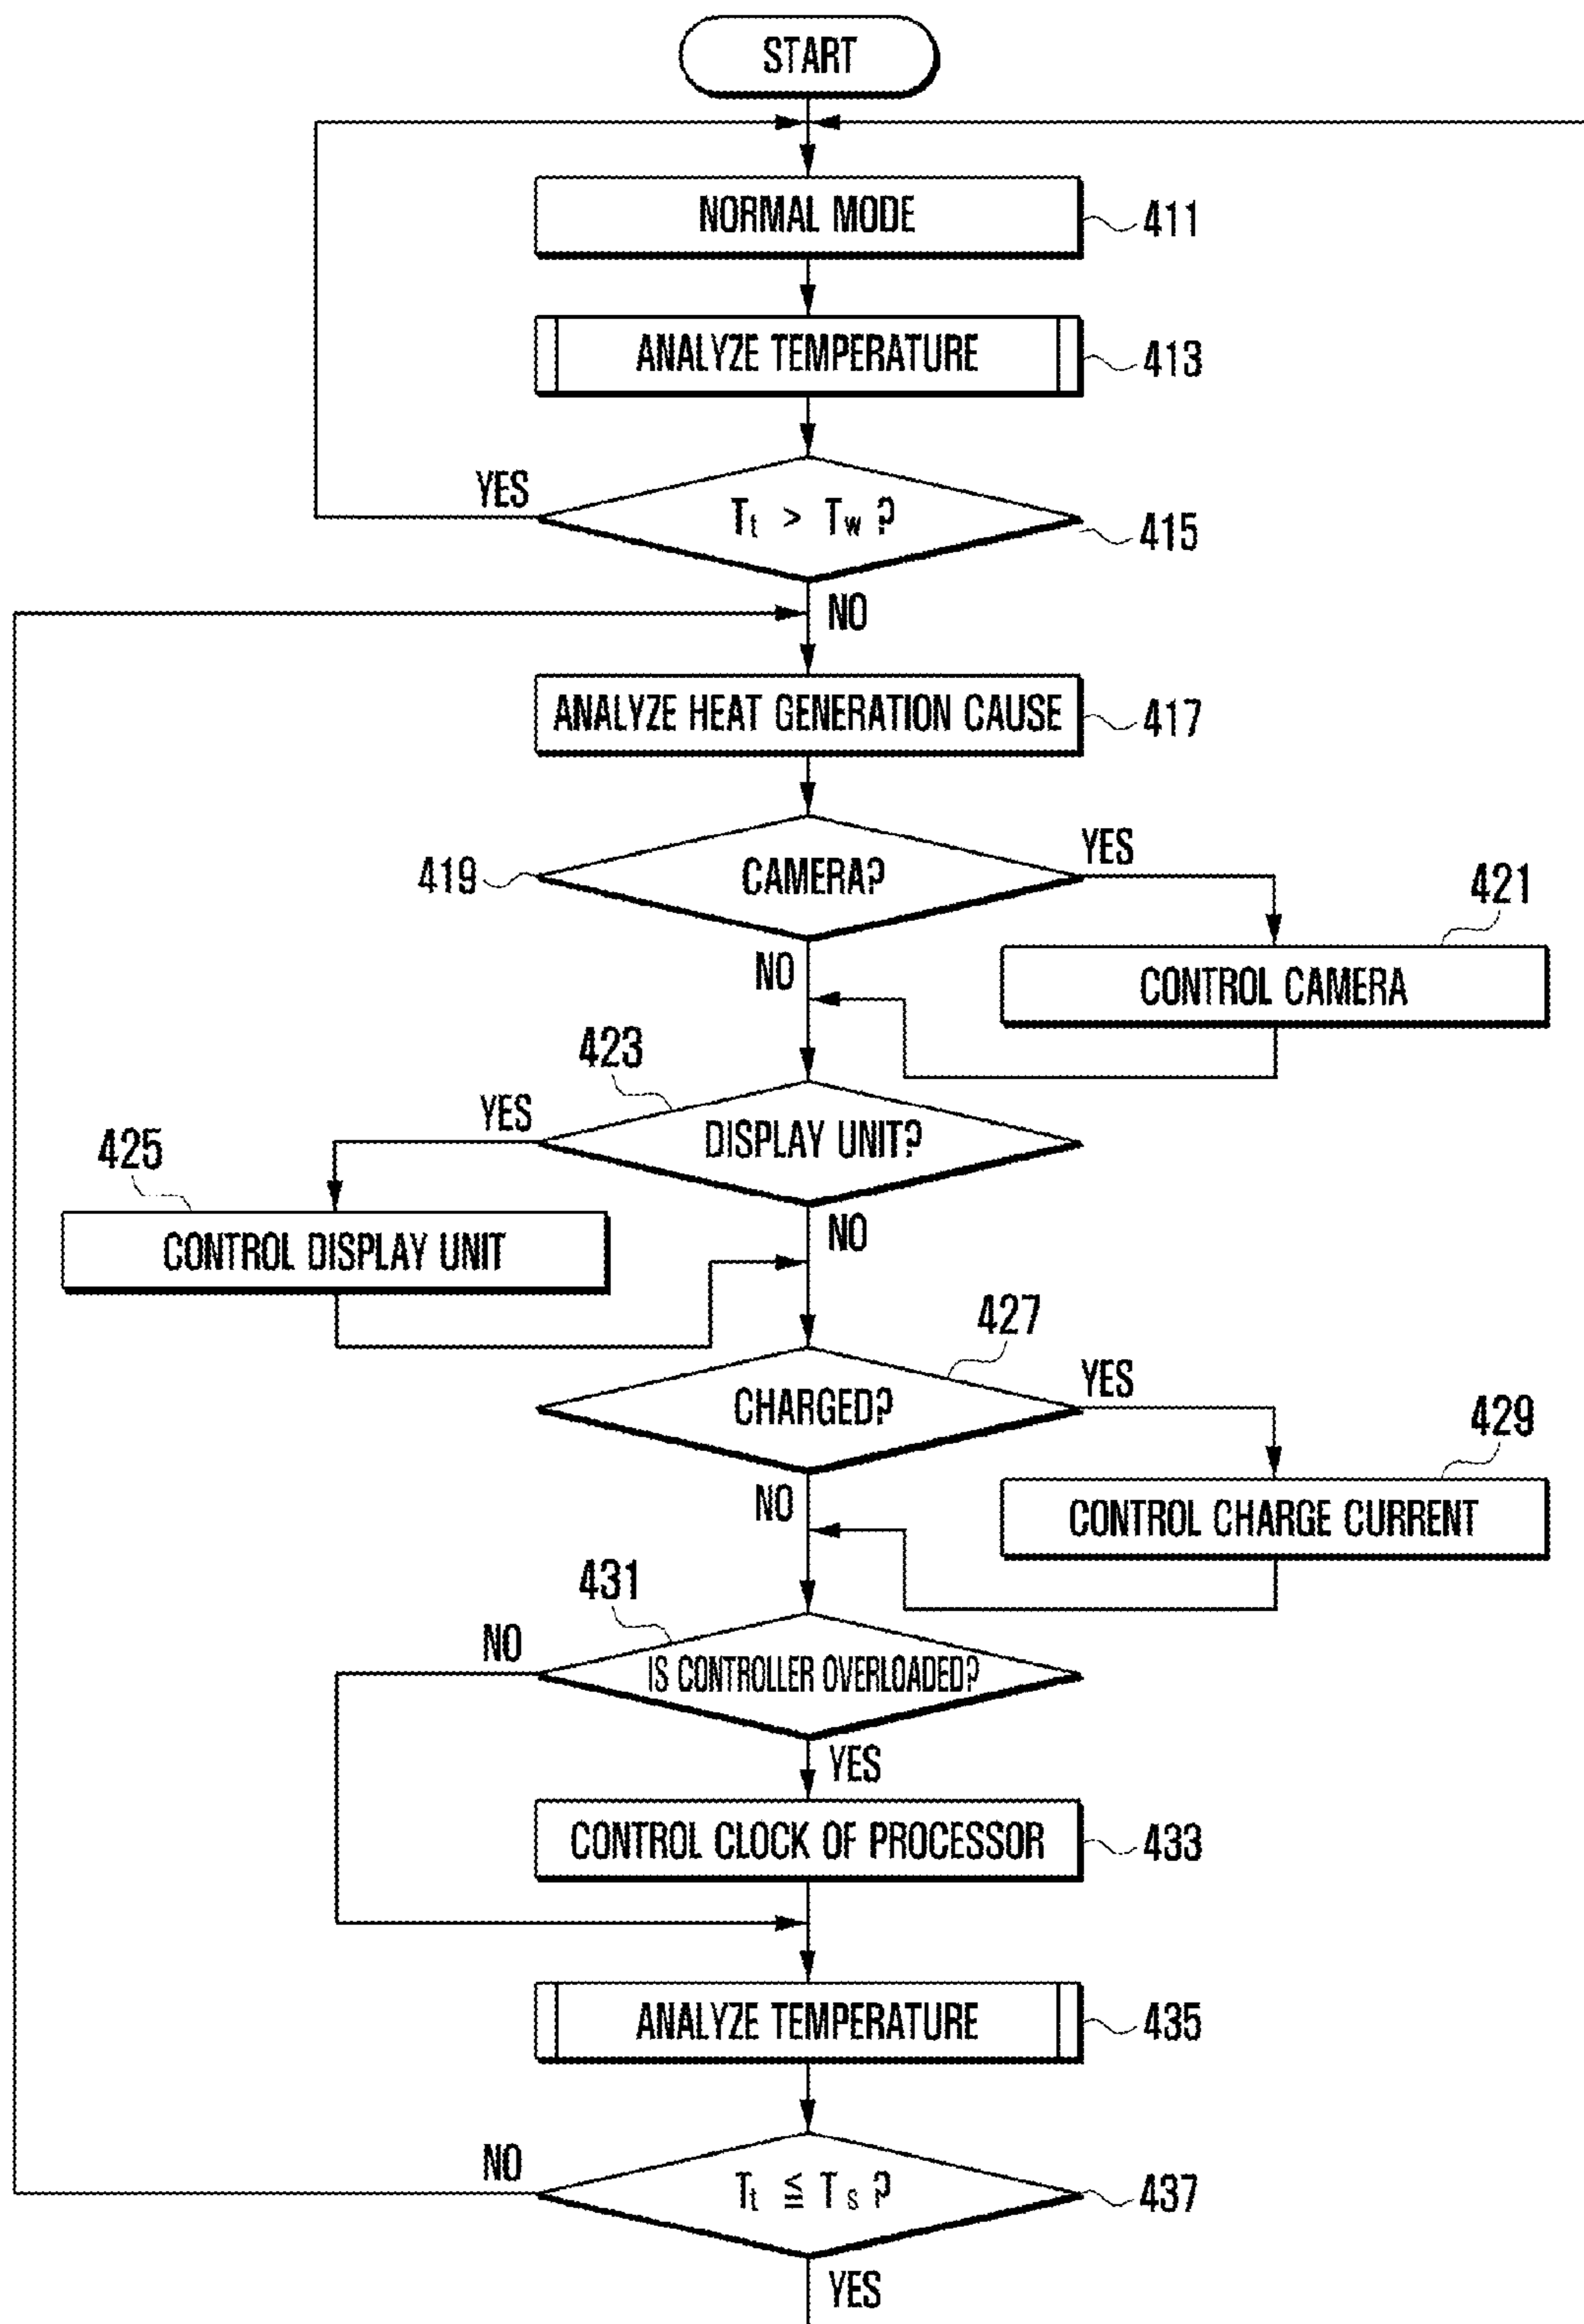 START
NORMAL MODE
411
ANALYZE TEMPERATURE
413
YES
Tt > Tw ?
415
NO
ANALYZE HEAT GENERATION CAUSE
417
419
CAMERA?
YES
421
NO
CONTROL CAMERA
423
YES
DISPLAY UNIT?
425
NO
CONTROL DISPLAY UNIT
427
CHARGED?
YES
429
NO
CONTROL CHARGE CURRENT
431
NO
IS CONTROLLER OVERLOADED?
YES
CONTROL CLOCK OF PROCESSOR
433
ANALYZE TEMPERATURE
435
NO
Tt ≦ Ts ?
437
YES